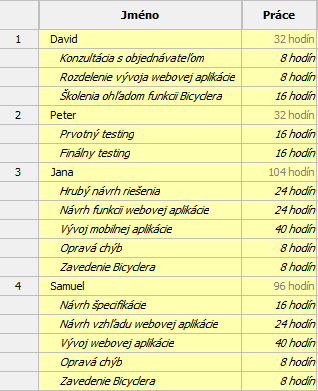 Jméno Práce
1 David 32 hodín
Konzultácia s objednávateľom 8 hodín
Rozdelenie vývoja webovej aplikácie 8 hodín
Školenia ohľadom funkcii Bicyclera 16 hodín
2 Peter 32 hodín
Prvotný testing 16 hodín
Finálny testing 16 hodín
3 Jana 104 hodín
Hrubý návrh riešenia 24 hodín
Návrh funkcii webovej aplikácie 24 hodín
Vývoj mobilnej aplikácie 40 hodín
Opravá chýb 8 hodín
Zavedenie Bicyclera 8 hodín
4 Samuel 96 hodín
Návrh špecifikácie 16 hodín
Návrh vzhľadu webovej aplikácie 24 hodín
Vývoj webovej aplikácie 40 hodín
Opravá chýb 8 hodín
Zavedenie Bicyclera 8 hodín